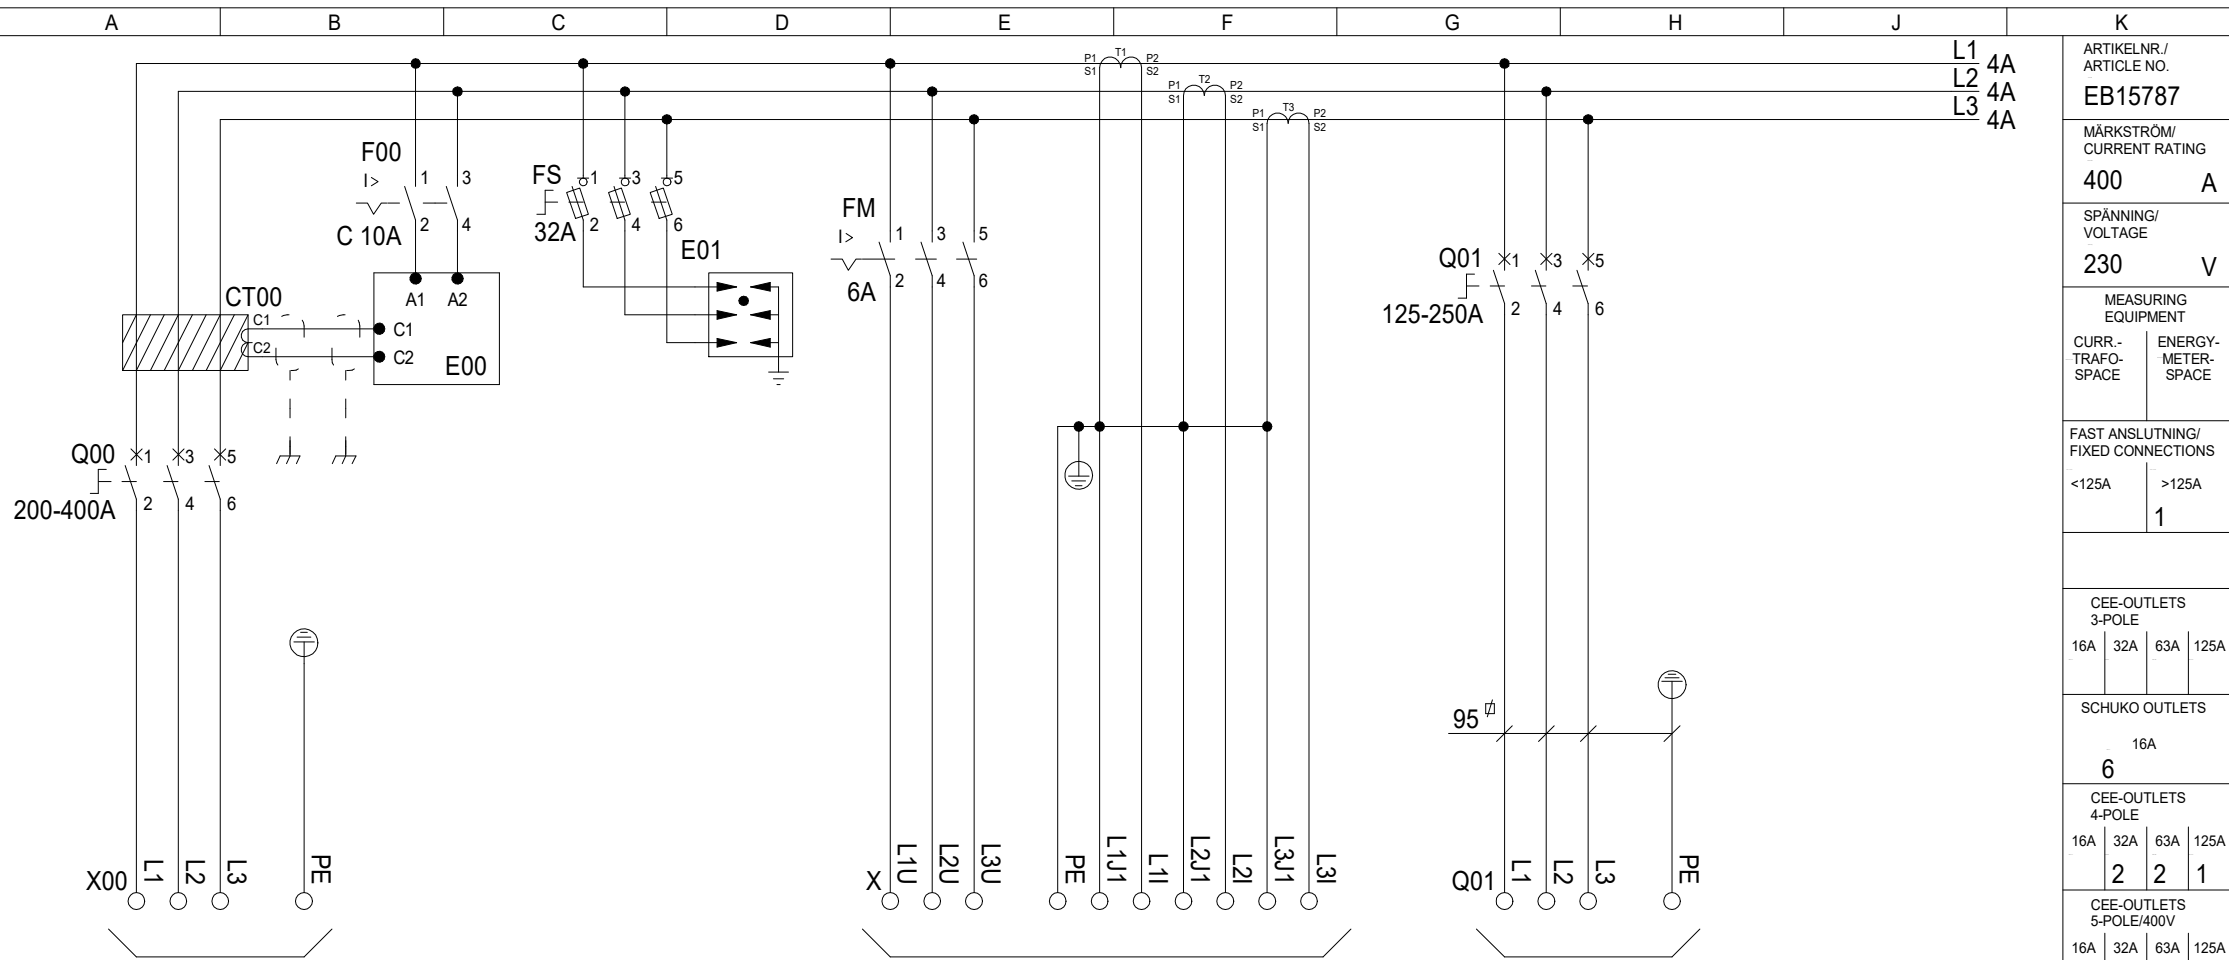 A B C D E F G H J K
L1 4A
L2 4A
L3 4A
P1 T1 P2
S1 S2
P1 T2 P2
S1 S2
P1 T3 P2
S1 S2
F00
I>
1 3
2 4
C 10A
FS
1 3 5
2 4 6
32A
E01
FM
I>
1 3 5
2 4 6
6A
Q01
1 3 5
2 4 6
125-250A
CT00
C1
C2
A1 A2
C1
C2
E00
Q00
1 3 5
2 4 6
200-400A
95
X00 L1 L2 L3 PE
X L1U L2U L3U PE L1J1 L1I L2J1 L2I L3J1 L3I
Q01 L1 L2 L3 PE
ARTIKELNR./
ARTICLE NO.
EB15787
MÄRKSTRÖM/
CURRENT RATING
400 A
SPÄNNING/
VOLTAGE
230 V
MEASURING
EQUIPMENT
CURR.-
TRAFO-
SPACE
ENERGY-
METER-
SPACE
FAST ANSLUTNING/
FIXED CONNECTIONS
<125A >125A
1
CEE-OUTLETS
3-POLE
16A 32A 63A 125A
SCHUKO OUTLETS
16A
6
CEE-OUTLETS
4-POLE
16A 32A 63A 125A
2 2 1
CEE-OUTLETS
5-POLE/400V
16A 32A 63A 125A